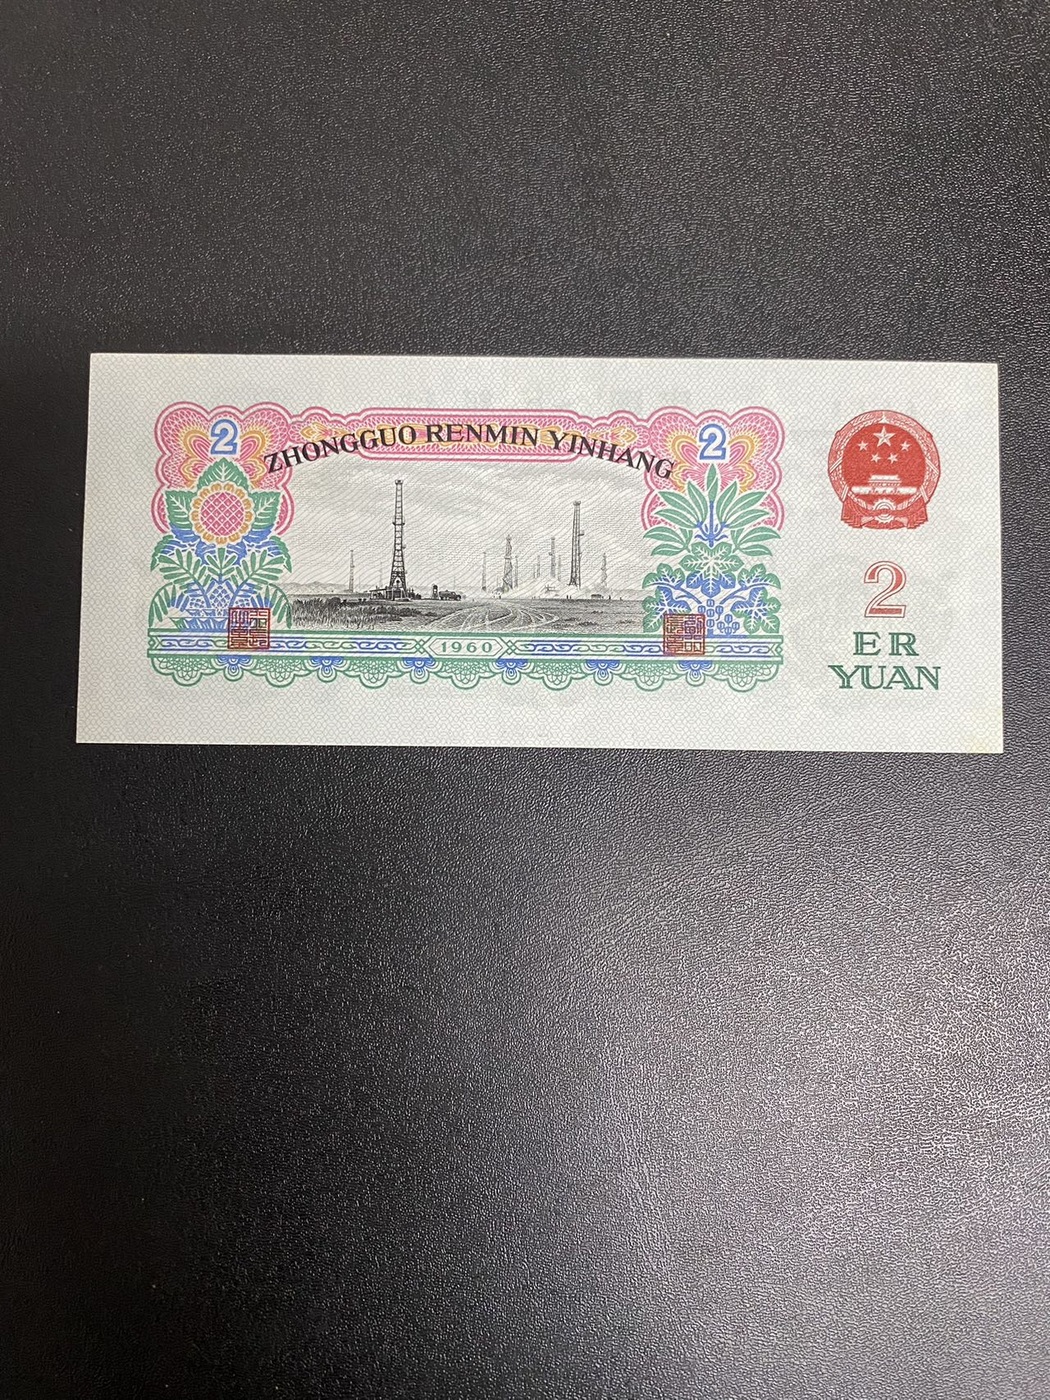 2
2
ZHONGGUO RENMIN YINHANG
2
ER
YUAN
1960